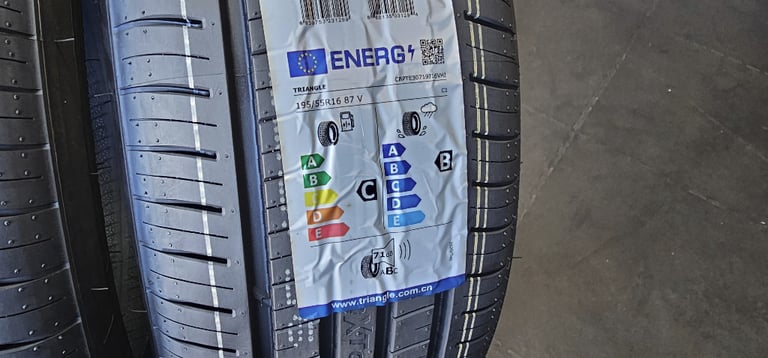 ENERG
TRIANGLE
195/55R16 87 V C1
A
B
C
D
E
C
A
B
C
D
E
B
71dB
ABC
www.triangle.com.cn